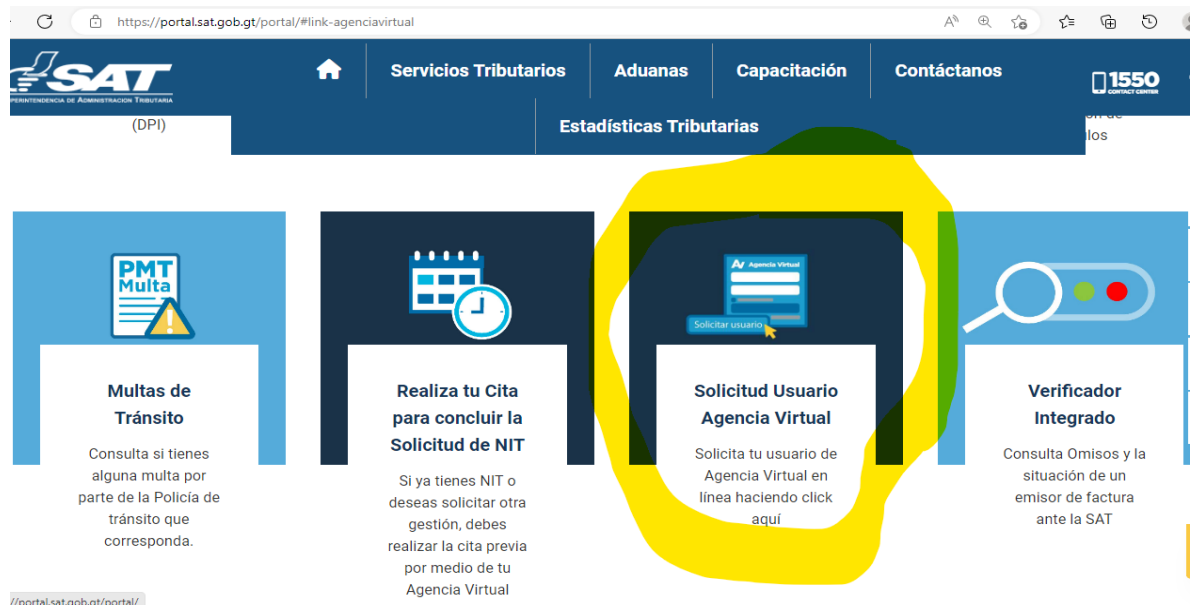 https://portal.sat.gob.gt/portal/#link-agenciavirtual
SAT
SUPERINTENDENCIA DE ADMINISTRACION TRIBUTARIA
Servicios Tributarios
Aduanas
Capacitación
Contáctanos
1550
CONTACT CENTER
Estadísticas Tributarias
(DPI)
de
PMT
Multa
Multas de
Tránsito
Consulta si tienes
alguna multa por
parte de la Policía de
tránsito que
corresponda.
Realiza tu Cita
para concluir la
Solicitud de NIT
Si ya tienes NIT o
deseas solicitar otra
gestión, debes
realizar la cita previa
por medio de tu
Agencia Virtual
Av Agencia Virtual
Solicitar usuario
Solicitud Usuario
Agencia Virtual
Solicita tu usuario de
Agencia Virtual en
línea haciendo click
aquí
Verificador
Integrado
Consulta Omisos y la
situación de un
emisor de factura
ante la SAT
//portal.sat.gob.gt/portal/